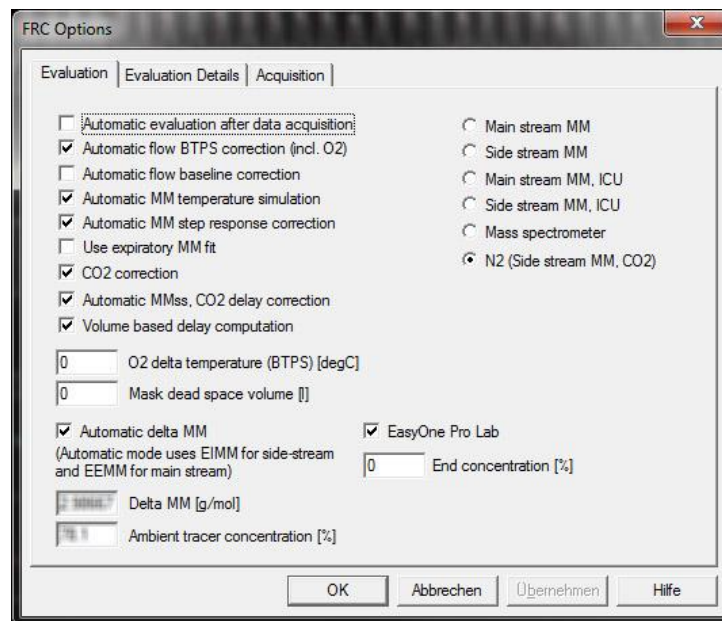 FRC Options
Evaluation
Evaluation Details
Acquisition
Automatic evaluation after data acquisition
Automatic flow BTPS correction (incl. O2)
Automatic flow baseline correction
Automatic MM temperature simulation
Automatic MM step response correction
Use expiratory MM fit
CO2 correction
Automatic MMss, CO2 delay correction
Volume based delay computation
Main stream MM
Side stream MM
Main stream MM, ICU
Side stream MM, ICU
Mass spectrometer
N2 (Side stream MM, CO2)
0 O2 delta temperature (BTPS) [degC]
0 Mask dead space volume [l]
Automatic delta MM
(Automatic mode uses EIMM for side-stream
and EEMM for main stream)
EasyOne Pro Lab
0 End concentration [%]
Delta MM [g/mol]
Ambient tracer concentration [%]
OK
Abbrechen
Übernehmen
Hilfe